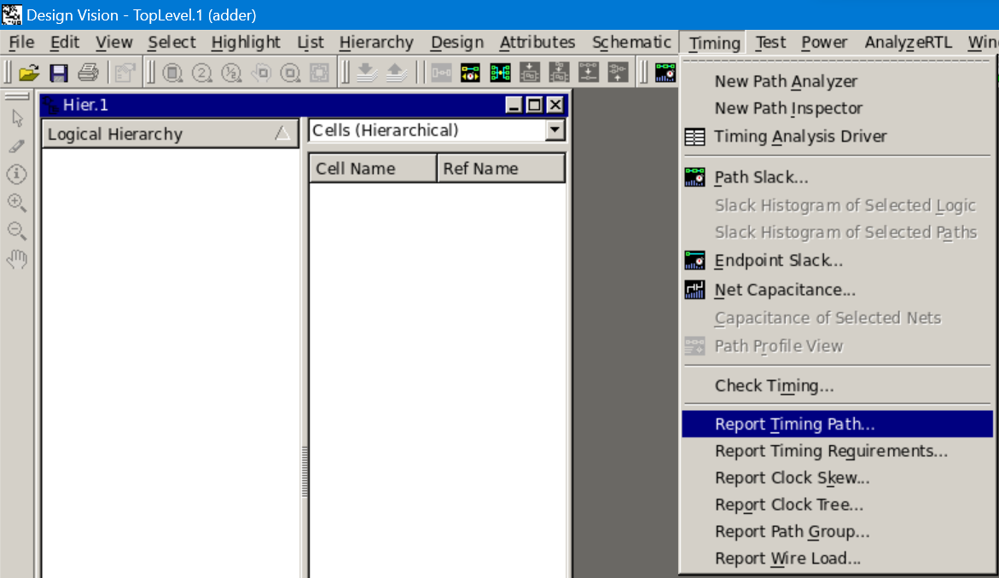 Design Vision - TopLevel.1 (adder)
File Edit View Select Highlight List Hierarchy Design Attributes Schematic Timing Test Power AnalyzeRTL
Hier.1
Logical Hierarchy
Cells (Hierarchical)
Cell Name Ref Name
New Path Analyzer
New Path Inspector
Timing Analysis Driver
Path Slack...
Slack Histogram of Selected Logic
Slack Histogram of Selected Paths
Endpoint Slack...
Net Capacitance...
Capacitance of Selected Nets
Path Profile View
Check Timing...
Report Timing Path...
Report Timing Requirements...
Report Clock Skew...
Report Clock Tree...
Report Path Group...
Report Wire Load...